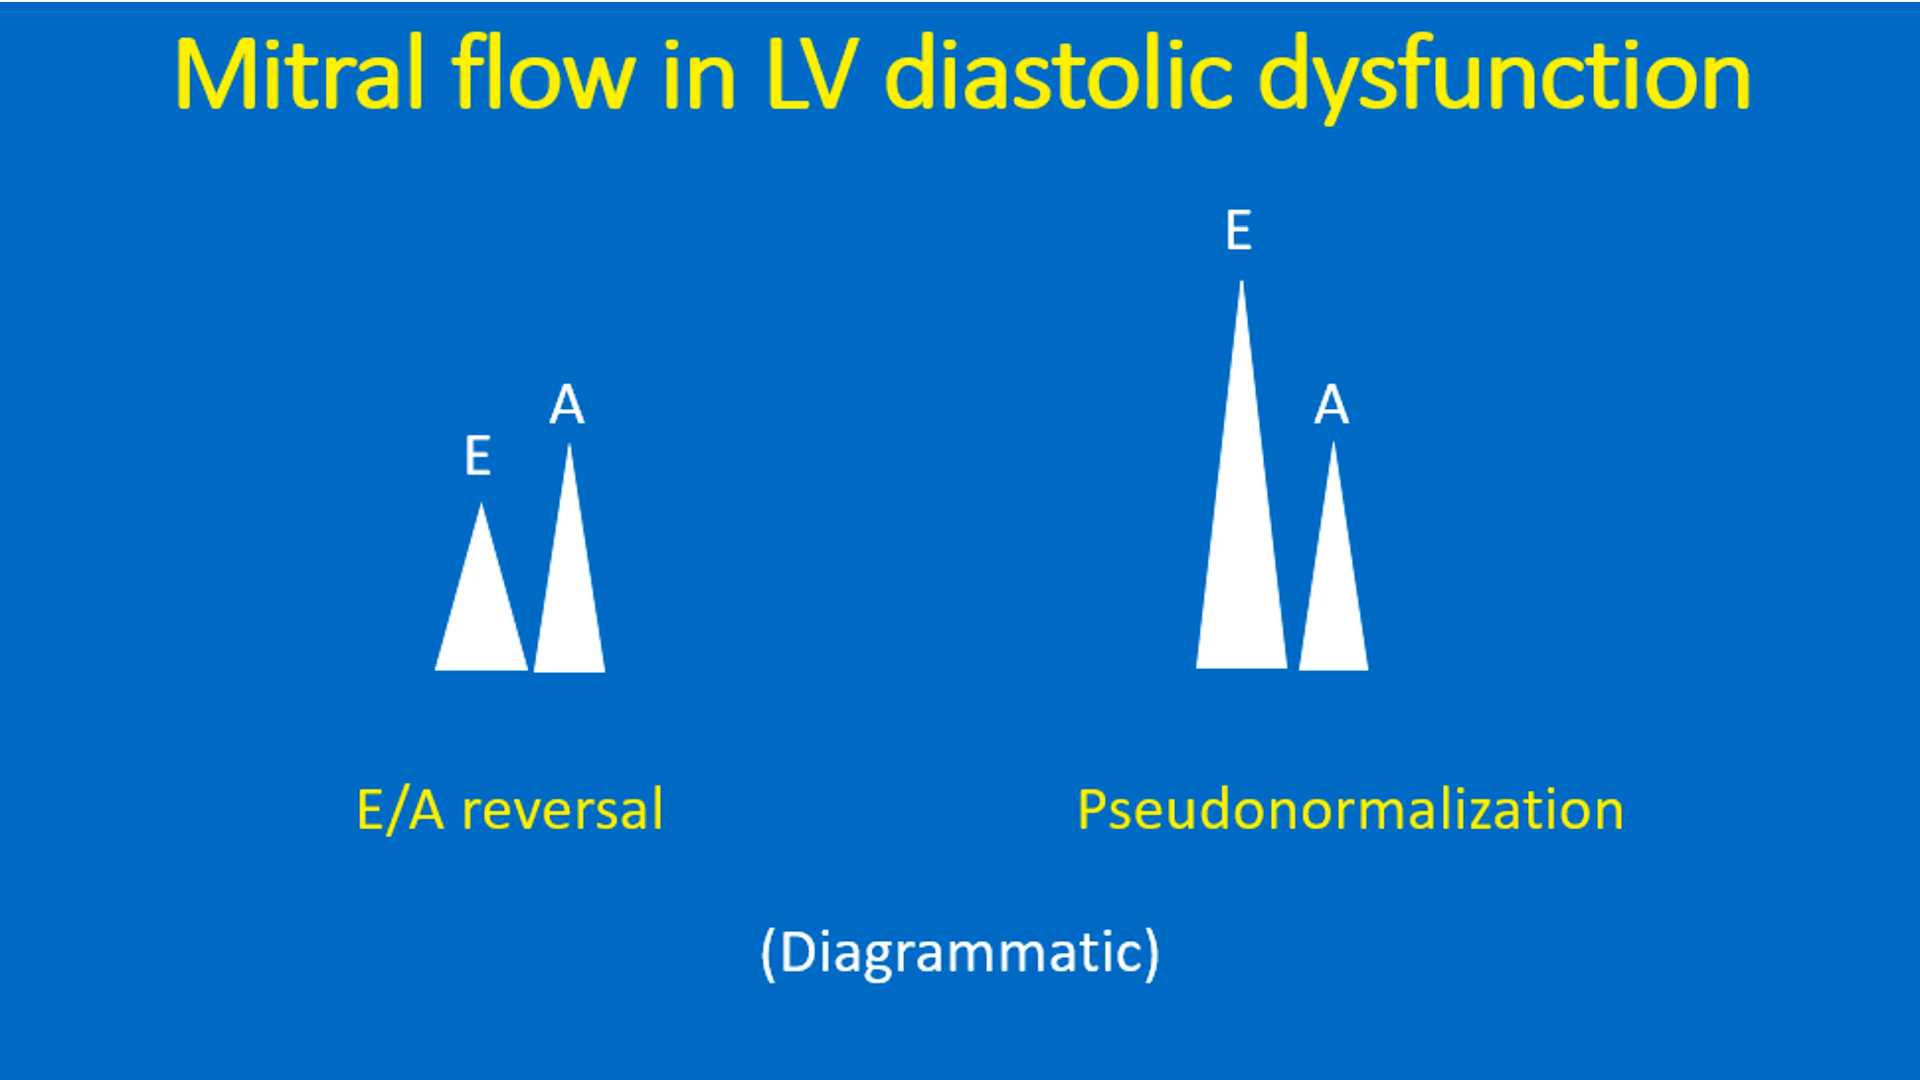 Mitral flow in LV diastolic dysfunction
E
A
E
A
E/A reversal
Pseudonormalization
(Diagrammatic)